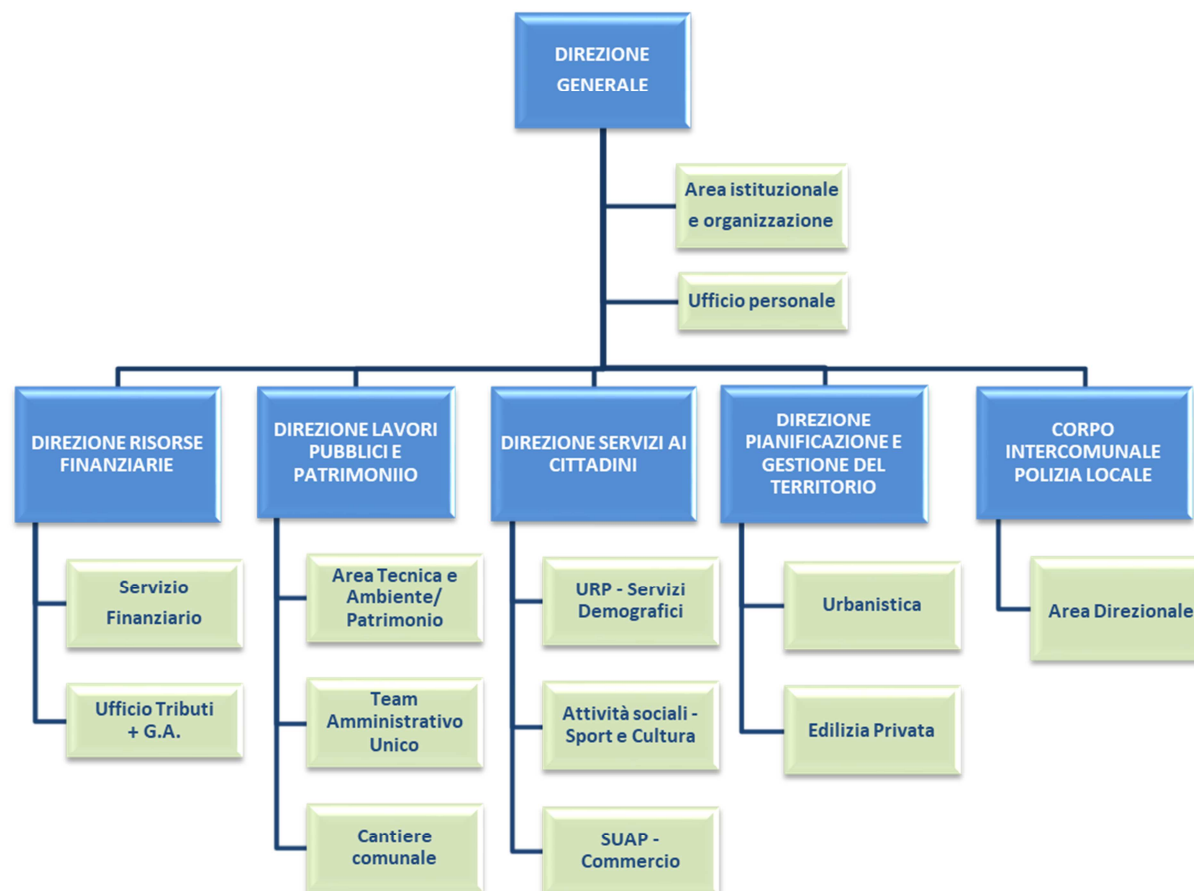 DIREZIONE
GENERALE
Area istituzionale
e organizzazione
Ufficio personale
DIREZIONE RISORSE
FINANZIARIE
DIREZIONE LAVORI
PUBBLICI E
PATRIMONIIO
DIREZIONE SERVIZI AI
CITTADINI
DIREZIONE
PIANIFICAZIONE E
GESTIONE DEL
TERRITORIO
CORPO
INTERCOMUNALE
POLIZIA LOCALE
Servizio
Finanziario
Ufficio Tributi
+ G.A.
Area Tecnica e
Ambiente/
Patrimonio
Team
Amministrativo
Unico
Cantiere
comunale
URP - Servizi
Demografici
Attività sociali -
Sport e Cultura
SUAP -
Commercio
Urbanistica
Edilizia Privata
Area Direzionale